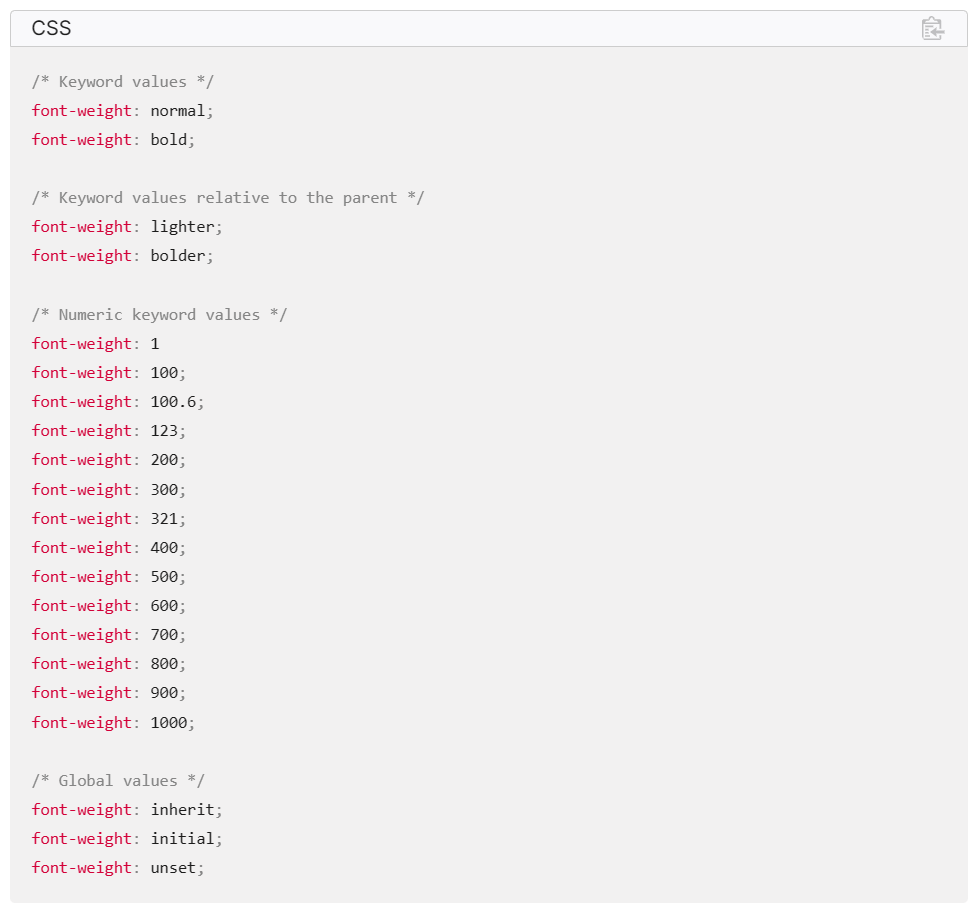 CSS
/* Keyword values */
font-weight: normal;
font-weight: bold;
/* Keyword values relative to the parent */
font-weight: lighter;
font-weight: bolder;
/* Numeric keyword values */
font-weight: 1
font-weight: 100;
font-weight: 100.6;
font-weight: 123;
font-weight: 200;
font-weight: 300;
font-weight: 321;
font-weight: 400;
font-weight: 500;
font-weight: 600;
font-weight: 700;
font-weight: 800;
font-weight: 900;
font-weight: 1000;
/* Global values */
font-weight: inherit;
font-weight: initial;
font-weight: unset;